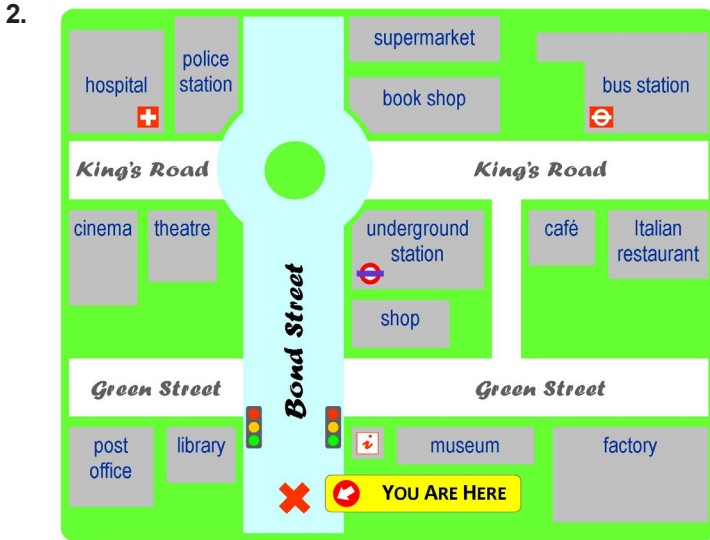 2.
hospital
police
station
supermarket
book shop
bus station
King's Road
King's Road
cinema
theatre
underground
station
café
Italian
restaurant
shop
Bond Street
Green Street
Green Street
post
office
library
i
museum
factory
YOU ARE HERE